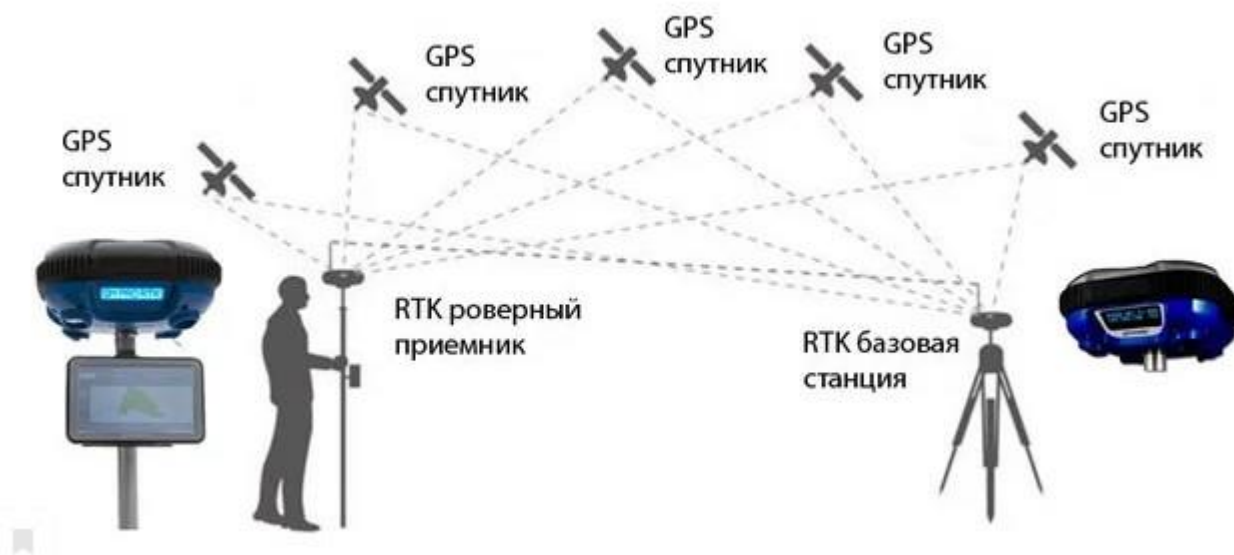 GPS
спутник
GPS
спутник
GPS
спутник
GPS
спутник
GPS
спутник
RTK роверный
приемник
RTK базовая
станция